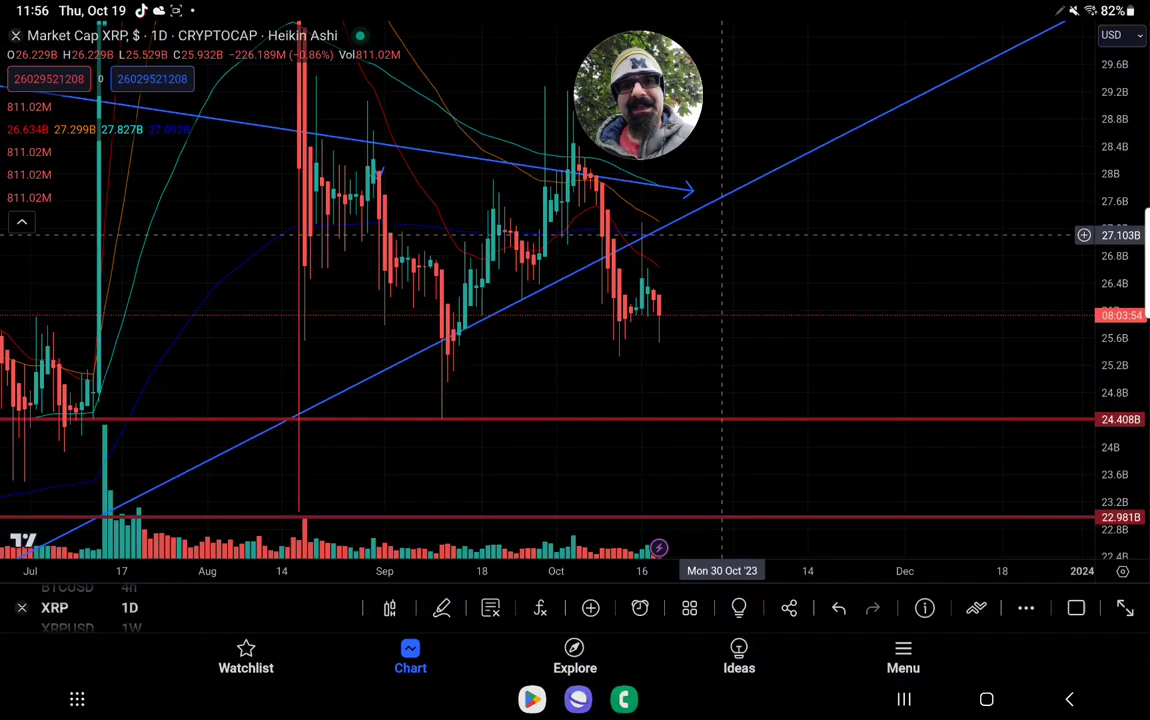 11:56 Thu, Oct 19 82%
Market Cap XRP, $ · 1D · CRYPTOCAP · Heikin Ashi
USD
O26.229B H26.229B L25.529B C25.932B −226.189M (−0.86%) Vol811.02M
26029521208 0 26029521208
811.02M
26.634B 27.299B 27.827B
811.02M
811.02M
811.02M
29.6B
29.2B
28.8B
28.4B
28B
27.6B
27.103B
26.8B
26.4B
08:03:54
25.6B
25.2B
24.8B
24.408B
24B
23.6B
23.2B
22.981B
22.8B
22.4B
M
Jul 17 Aug 14 Sep 18 Oct 16 Mon 30 Oct '23 14 Dec 18 2024
BTCUSD 4h
XRP 1D
XRPUSD 1W
Watchlist Chart Explore Ideas Menu